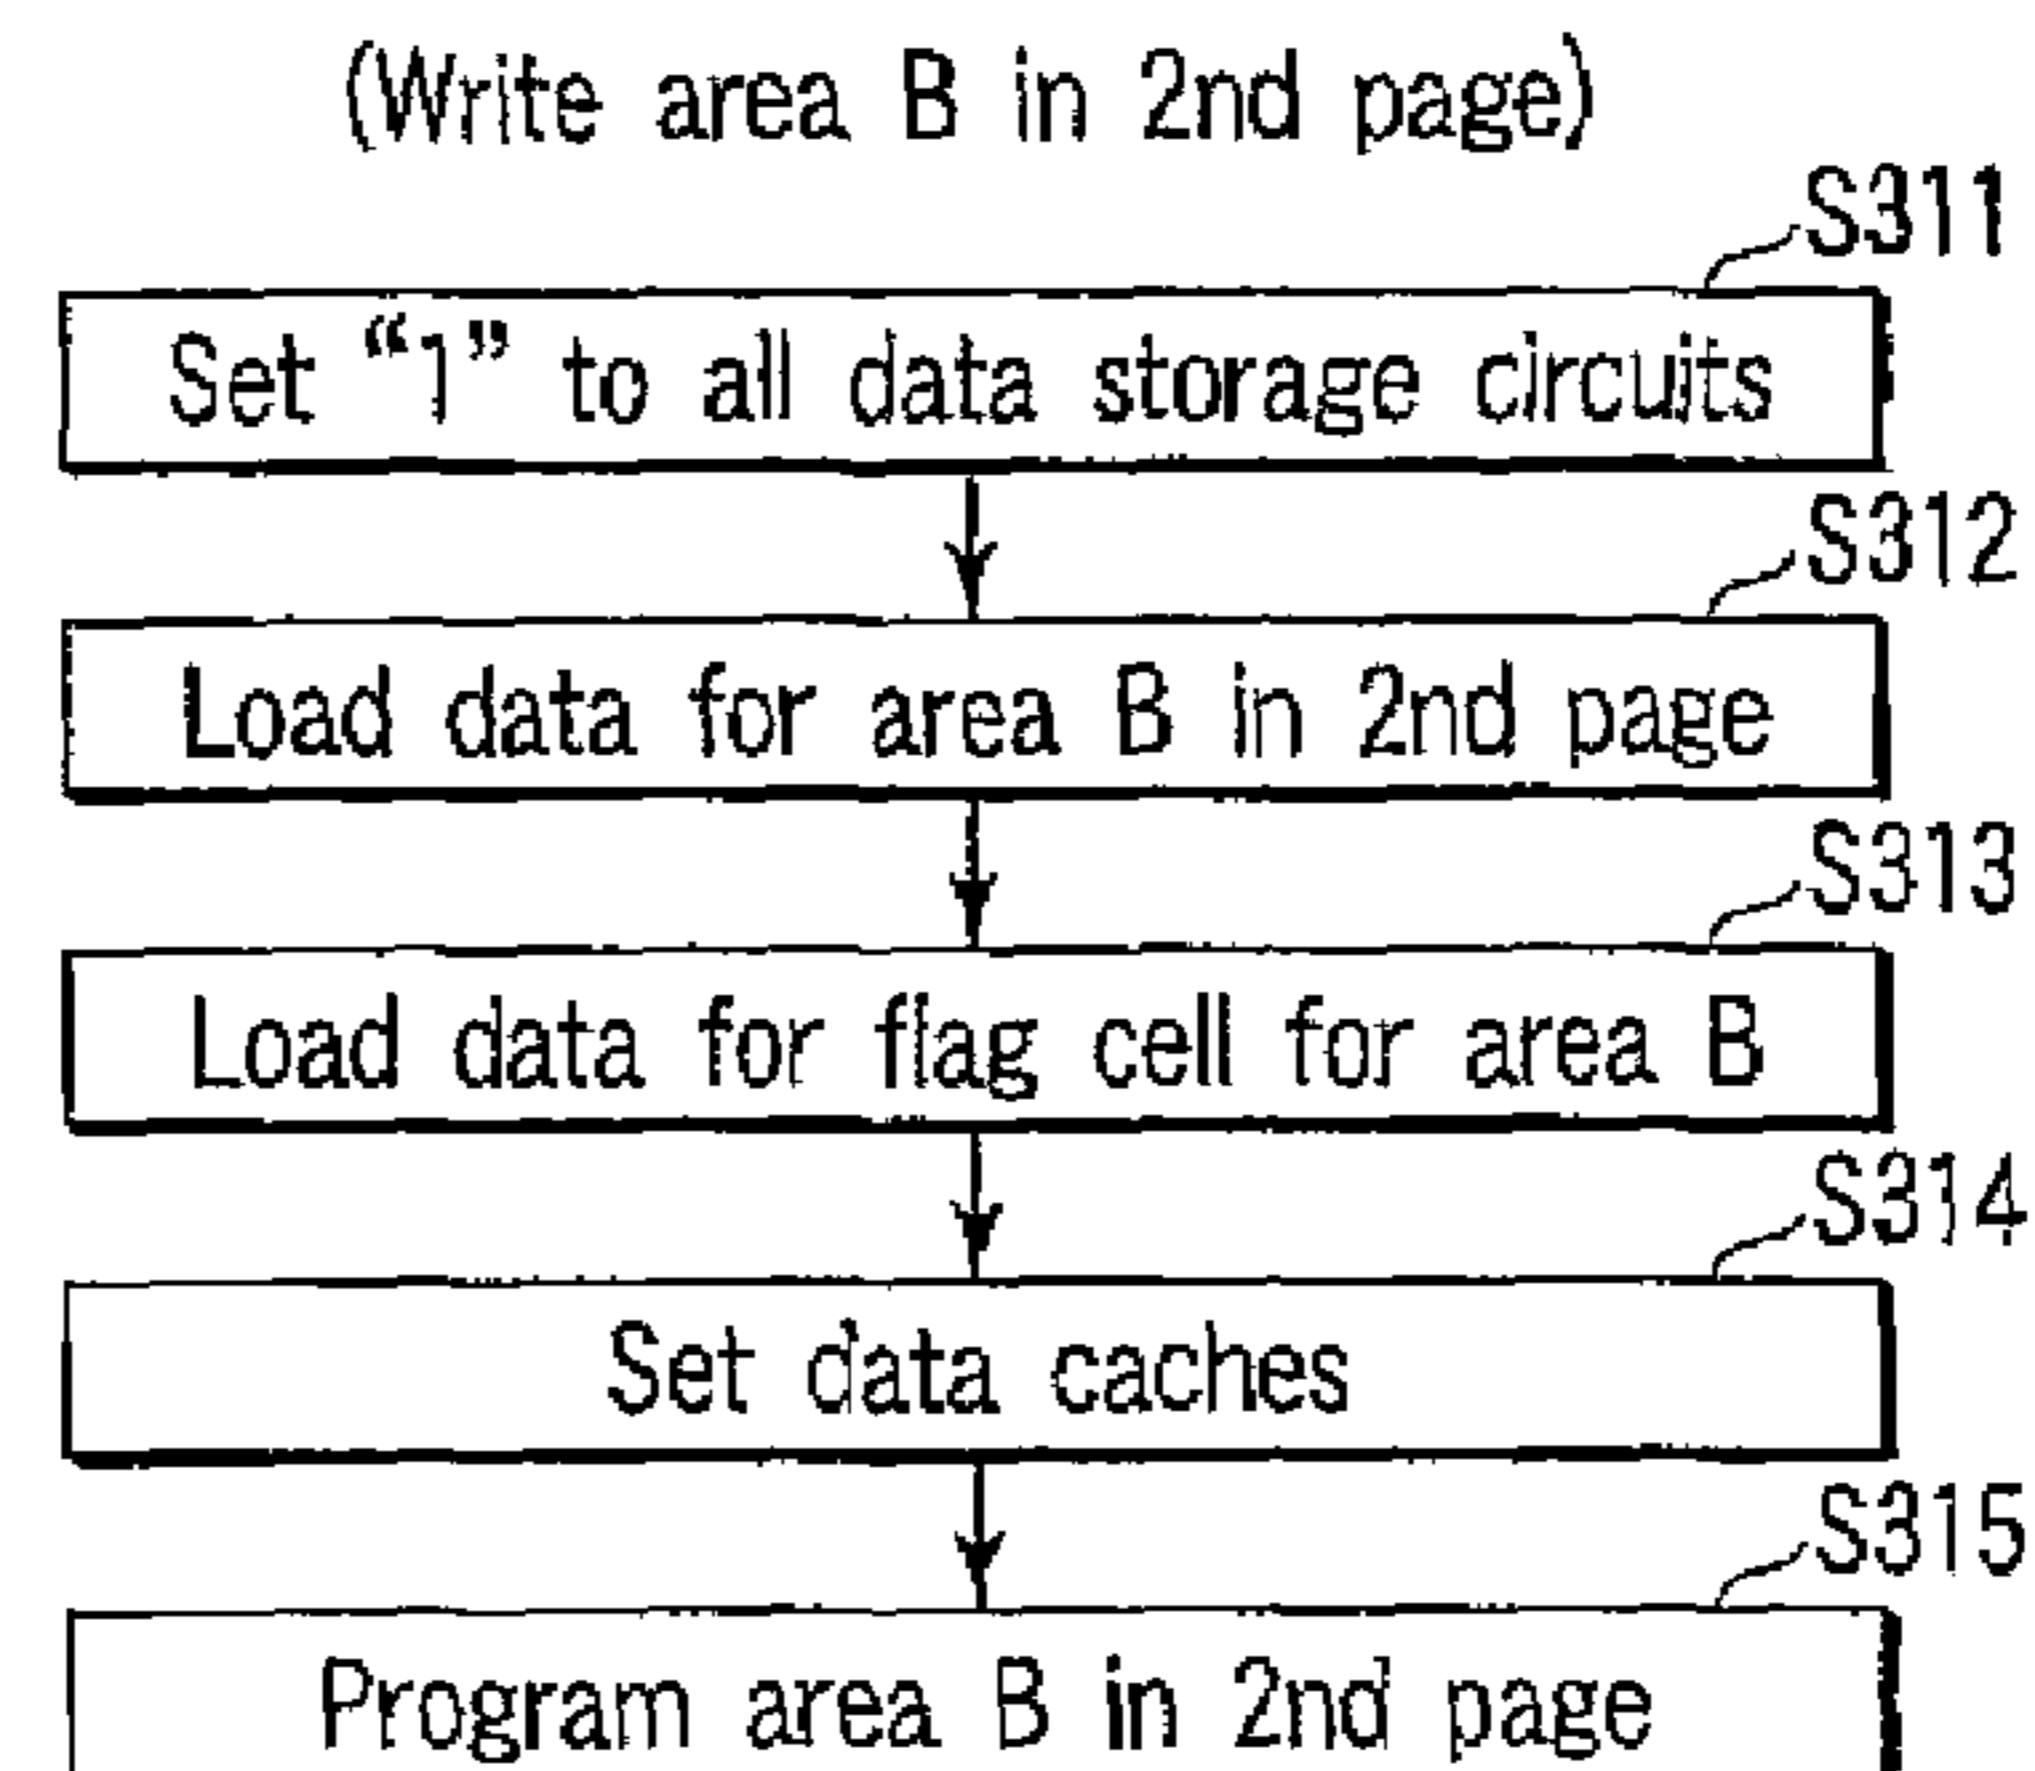 (Write area B in 2nd page)
S311
Set “1” to all data storage circuits
S312
Load data for area B in 2nd page
S313
Load data for flag cell for area B
S314
Set data caches
S315
Program area B in 2nd page